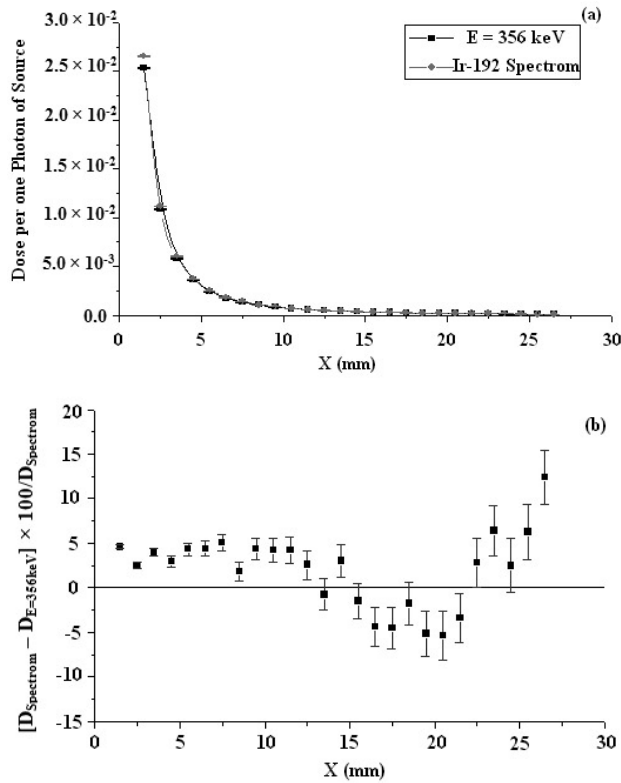 (a)
E = 356 keV
Ir-192 Spectrom
Dose per one Photon of Source
3.0 × 10⁻²
2.5 × 10⁻²
2.0 × 10⁻²
1.5 × 10⁻²
1.0 × 10⁻²
5.0 × 10⁻³
0.0
0 5 10 15 20 25 30
X (mm)
(b)
[D_Spectrom − D_E=356keV] × 100/D_Spectrom
20
15
10
5
0
-5
-10
-15
0 5 10 15 20 25 30
X (mm)